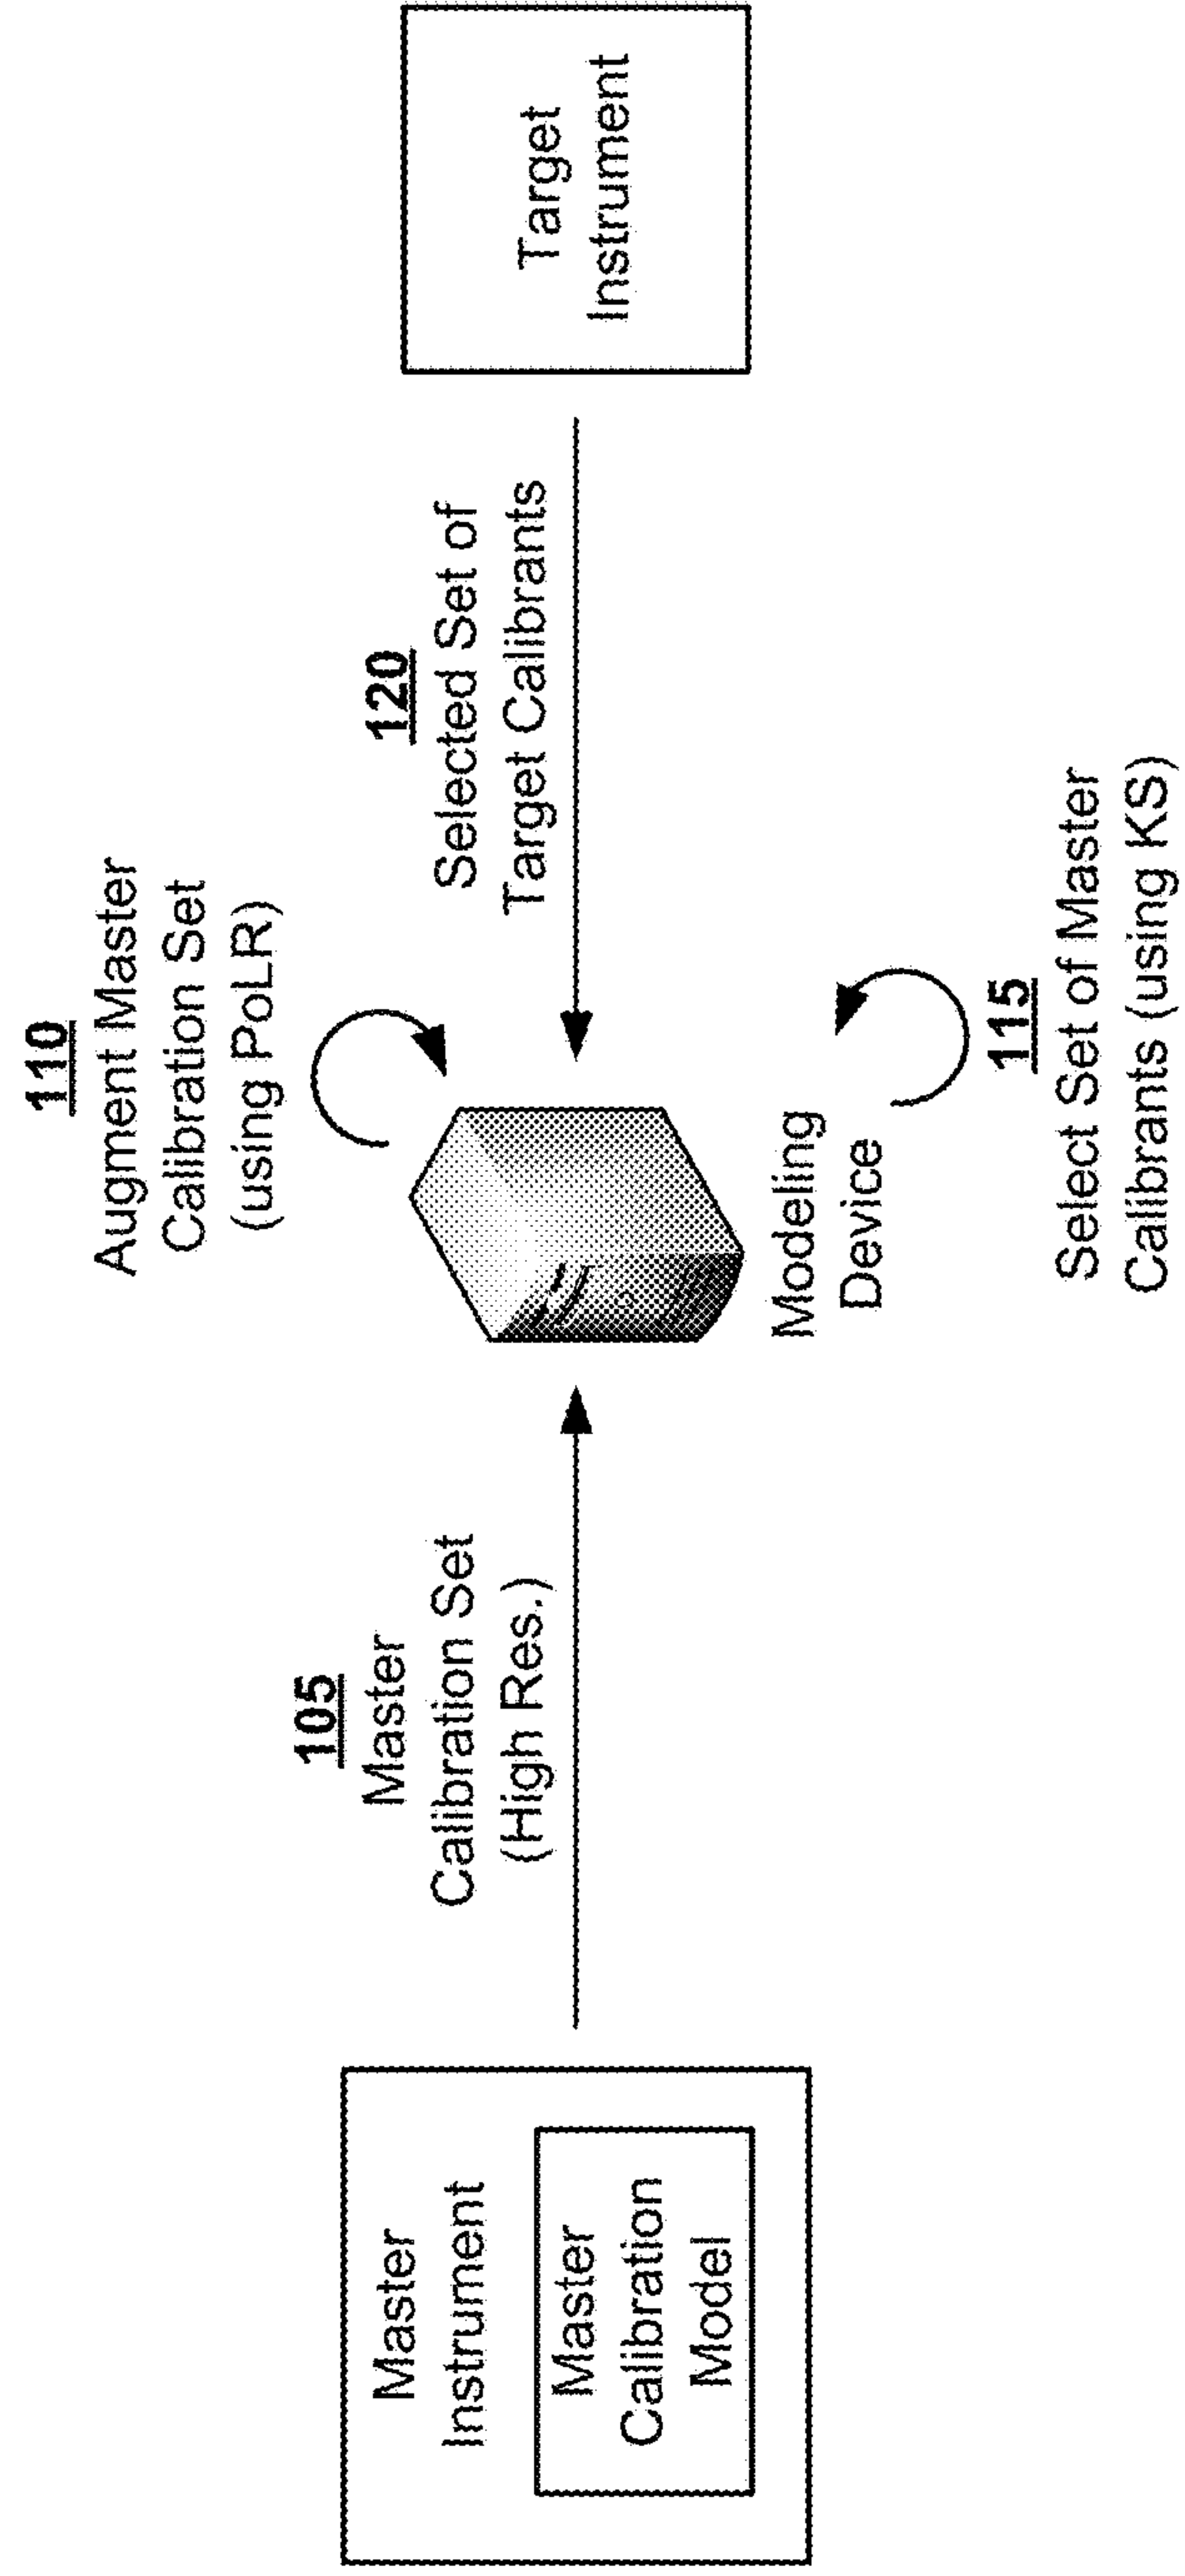 Master
Instrument
Master
Calibration
Model
105
Master
Calibration Set
(High Res.)
110
Augment Master
Calibration Set
(using PoLR)
Modeling
Device
115
Select Set of Master
Calibrants (using KS)
120
Selected Set of
Target Calibrants
Target
Instrument